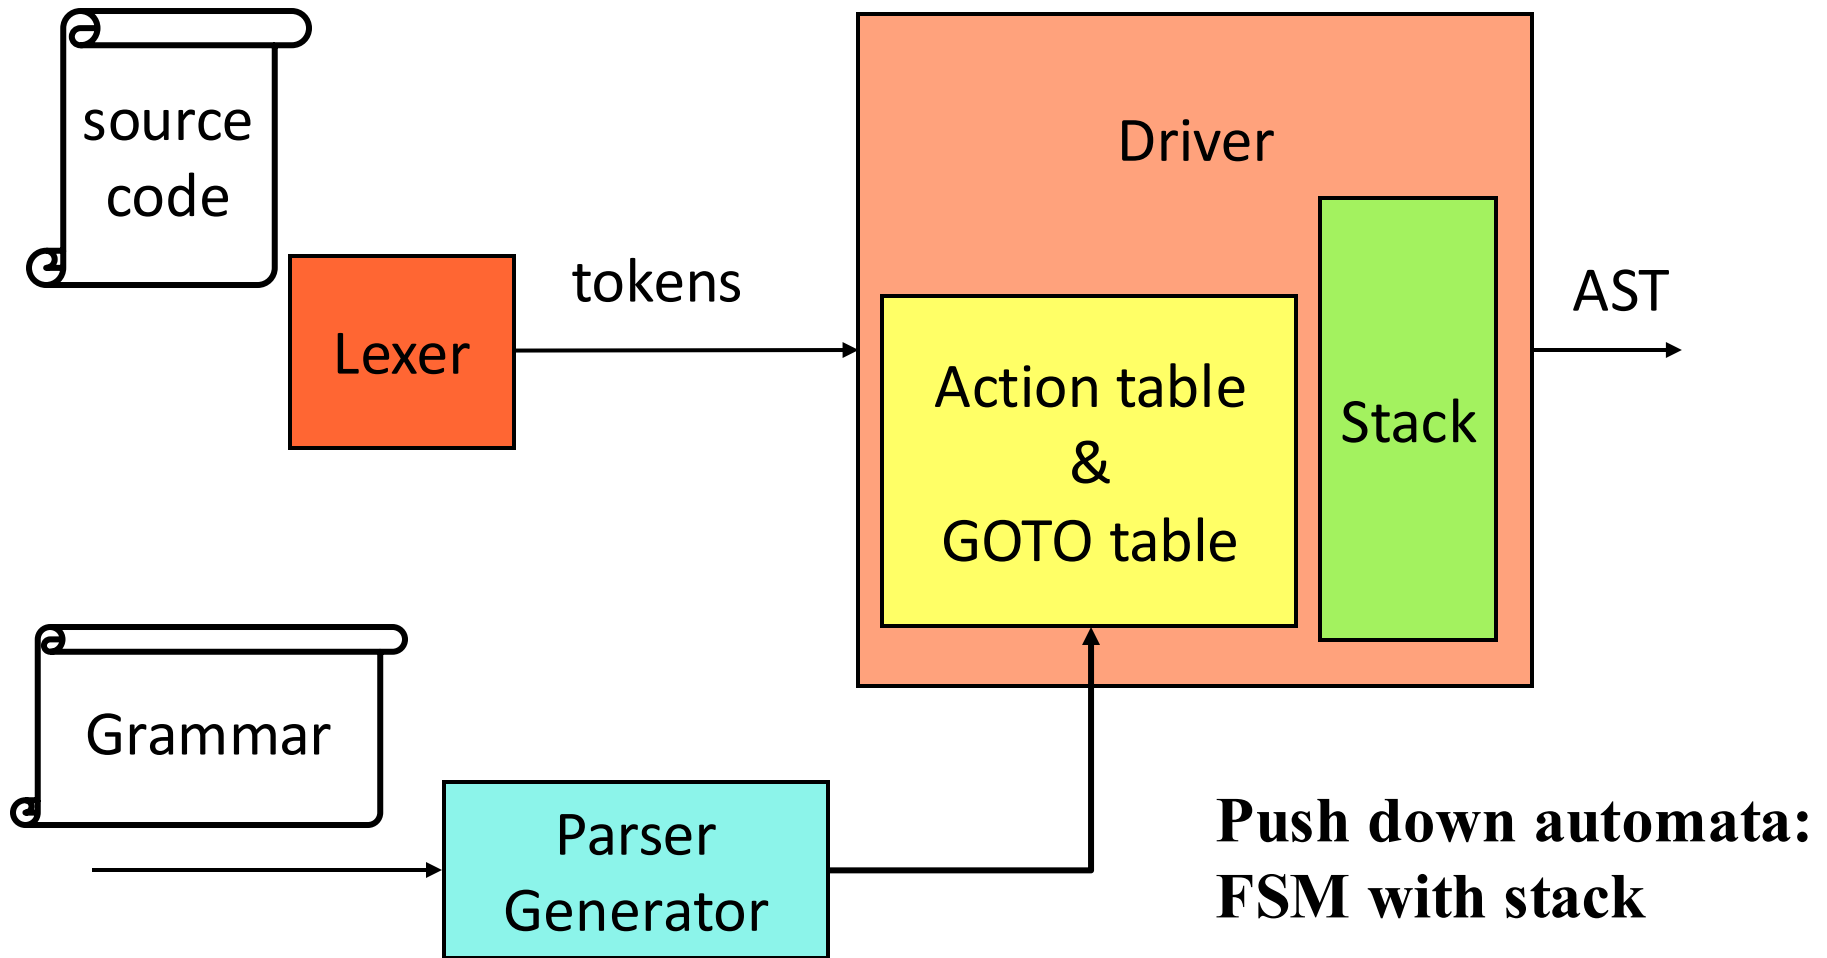 source
code
Lexer
tokens
Driver
Action table
&
GOTO table
Stack
AST
Grammar
Parser
Generator
Push down automata:
FSM with stack